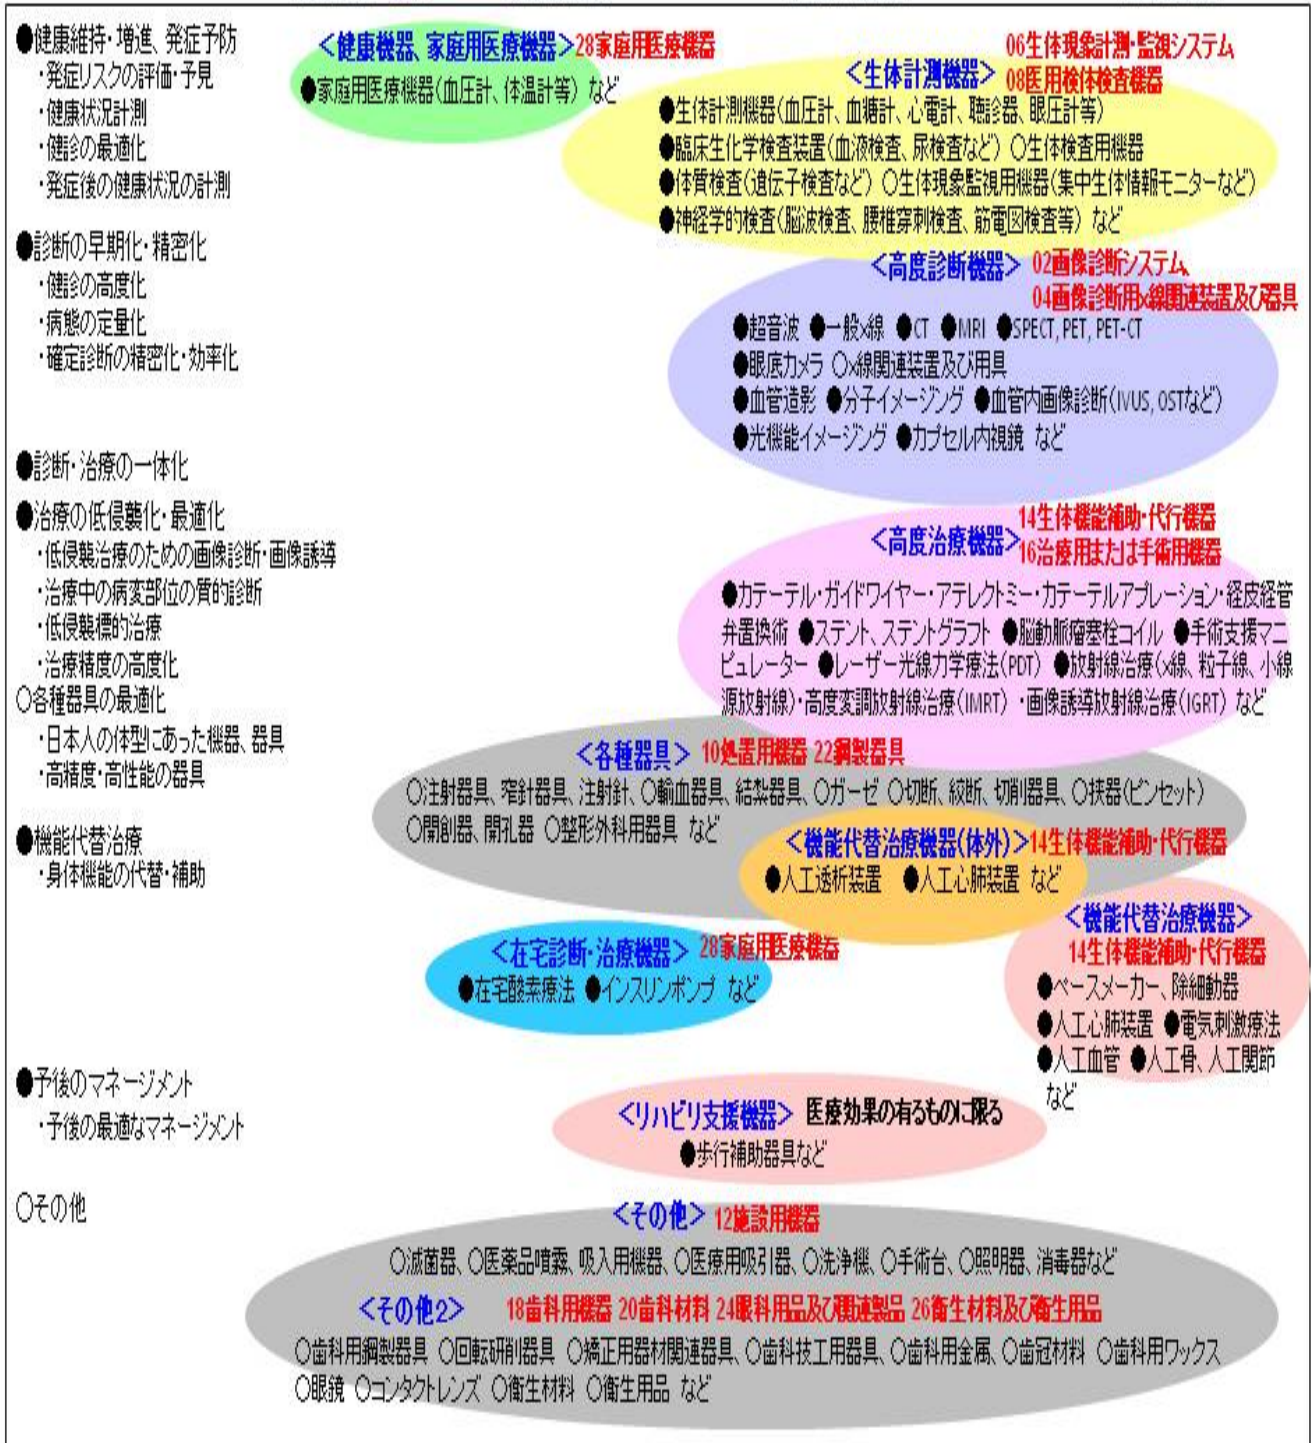 ●健康維持・増進、発症予防
・発症リスクの評価・予見
・健康状況計測
・健診の最適化
・発症後の健康状況の計測
<健康機器、家庭用医療機器>28家庭用医療機器
●家庭用医療機器(血圧計、体温計等) など
<生体計測機器>
06生体現象計測・監視システム
08医用検体検査機器
●生体計測機器(血圧計、血糖計、心電計、聴診器、眼圧計等)
●臨床生化学検査装置(血液検査、尿検査など) ○生体検査用機器
●体質検査(遺伝子検査など) ○生体現象監視用機器(集中生体情報モニターなど)
●神経学的検査(脳波検査、腰椎穿刺検査、筋電図検査等) など
●診断の早期化・精密化
・健診の高度化
・病態の定量化
・確定診断の精密化・効率化
<高度診断機器>
02画像診断システム
04画像診断用x線関連装置及び器具
●超音波 ●一般x線 ●CT ●MRI ●SPECT, PET, PET-CT
●眼底カメラ ○x線関連装置及び用具
●血管造影 ●分子イメージング ●血管内画像診断(IVUS, OSTなど)
●光機能イメージング ●カプセル内視鏡 など
●診断・治療の一体化
●治療の低侵襲化・最適化
・低侵襲治療のための画像診断・画像誘導
・治療中の病変部位の質的診断
・低侵襲標的治療
・治療精度の高度化
<高度治療機器>
14生体機能補助・代行機器
16治療用または手術用機器
●カテーテル・ガイドワイヤー・アテレクトミー・カテーテルアブレーション・経皮経管
弁置換術 ●ステント、ステントグラフト ●脳動脈瘤塞栓コイル ●手術支援マニ
ピュレーター ●レーザー光線力学療法(PDT) ●放射線治療(x線、粒子線、小線
源放射線)・高度変調放射線治療(IMRT) ・画像誘導放射線治療(IGRT) など
○各種器具の最適化
・日本人の体型にあった機器、器具
・高精度・高性能の器具
<各種器具> 10処置用機器 22鋼製器具
○注射器具、穿針器具、注射針、○輸血器具、結紮器具、○ガーゼ ○切断、絞断、切削器具、○挟器(ピンセット)
○開創器、開孔器 ○整形外科用器具 など
●機能代替治療
・身体機能の代替・補助
<機能代替治療機器(体外)>14生体機能補助・代行機器
●人工透析装置 ●人工心肺装置 など
<機能代替治療機器>
14生体機能補助・代行機器
●ペースメーカー、除細動器
●人工心肺装置 ●電気刺激療法
●人工血管 ●人工骨、人工関節
など
<在宅診断・治療機器> 28家庭用医療機器
●在宅酸素療法 ●インスリンポンプ など
●予後のマネージメント
・予後の最適なマネージメント
<リハビリ支援機器> 医療効果の有るものに限る
●歩行補助器具など
○その他
<その他> 12施設用機器
○滅菌器、○医薬品噴霧、吸入用機器、○医療用吸引器、○洗浄機、○手術台、○照明器、消毒器など
<その他2> 18歯科用機器 20歯科材料 24眼科用品及び関連製品 26衛生材料及び衛生用品
○歯科用鋼製器具 ○回転研削器具 ○矯正用器材関連器具、○歯科技工用器具、○歯科用金属、○歯冠材料 ○歯科用ワックス
○眼鏡 ○コンタクトレンズ ○衛生材料 ○衛生用品 など